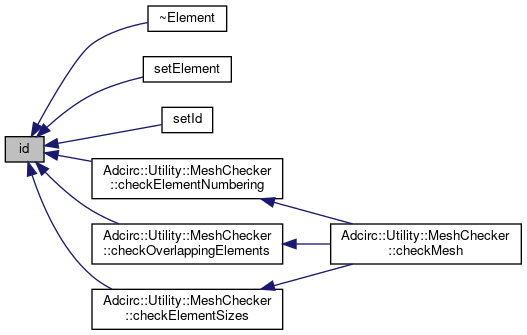 ~Element
setElement
setId
id
Adcirc::Utility::MeshChecker
::checkElementNumbering
Adcirc::Utility::MeshChecker
::checkOverlappingElements
Adcirc::Utility::MeshChecker
::checkMesh
Adcirc::Utility::MeshChecker
::checkElementSizes